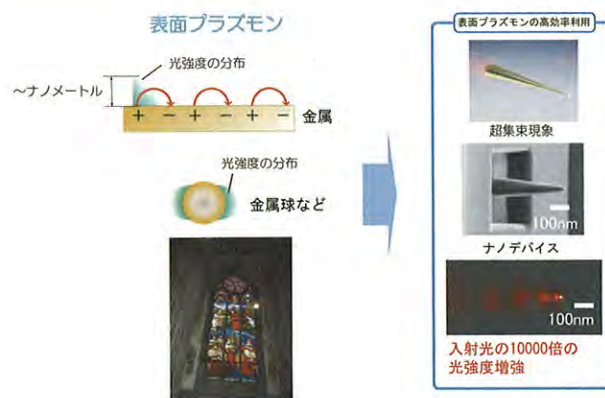 表面プラズモン
光強度の分布
~ナノメートル
+ − + − + −
金属
光強度の分布
金属球など
表面プラズモンの高効率利用
超集束現象
100nm
ナノデバイス
100nm
入射光の10000倍の
光強度増強